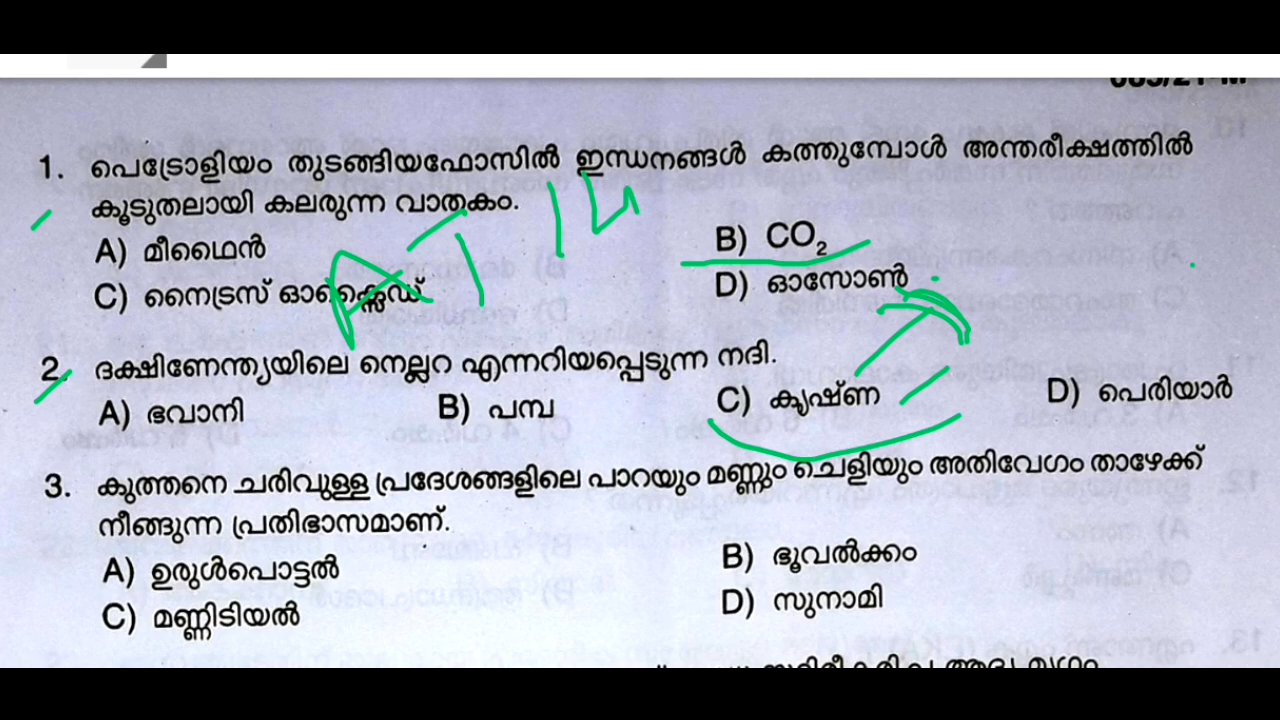 1. പെട്രോളിയം തുടങ്ങിയഫോസിൽ ഇന്ധനങ്ങൾ കത്തുമ്പോൾ അന്തരീക്ഷത്തിൽ
കൂടുതലായി കലരുന്ന വാതകം.
A) മീഥൈൻ B) CO₂
C) നൈട്രസ് ഓക്സൈഡ് D) ഓസോൺ
2. ദക്ഷിണേന്ത്യയിലെ നെല്ലറ എന്നറിയപ്പെടുന്ന നദി.
A) ഭവാനി B) പമ്പ C) കൃഷ്ണ D) പെരിയാർ
3. കുത്തനെ ചരിവുള്ള പ്രദേശങ്ങളിലെ പാറയും മണ്ണും ചെളിയും അതിവേഗം താഴേക്ക്
നീങ്ങുന്ന പ്രതിഭാസമാണ്.
A) ഉരുൾപൊട്ടൽ B) ഭൂവൽക്കം
C) മണ്ണിടിയൽ D) സുനാമി